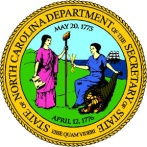 STATE OF NORTH CAROLINA DEPARTMENT OF THE SECRETARY OF STATE
MAY 20, 1775
APRIL 12, 1776
ESSE QUAM VIDERI